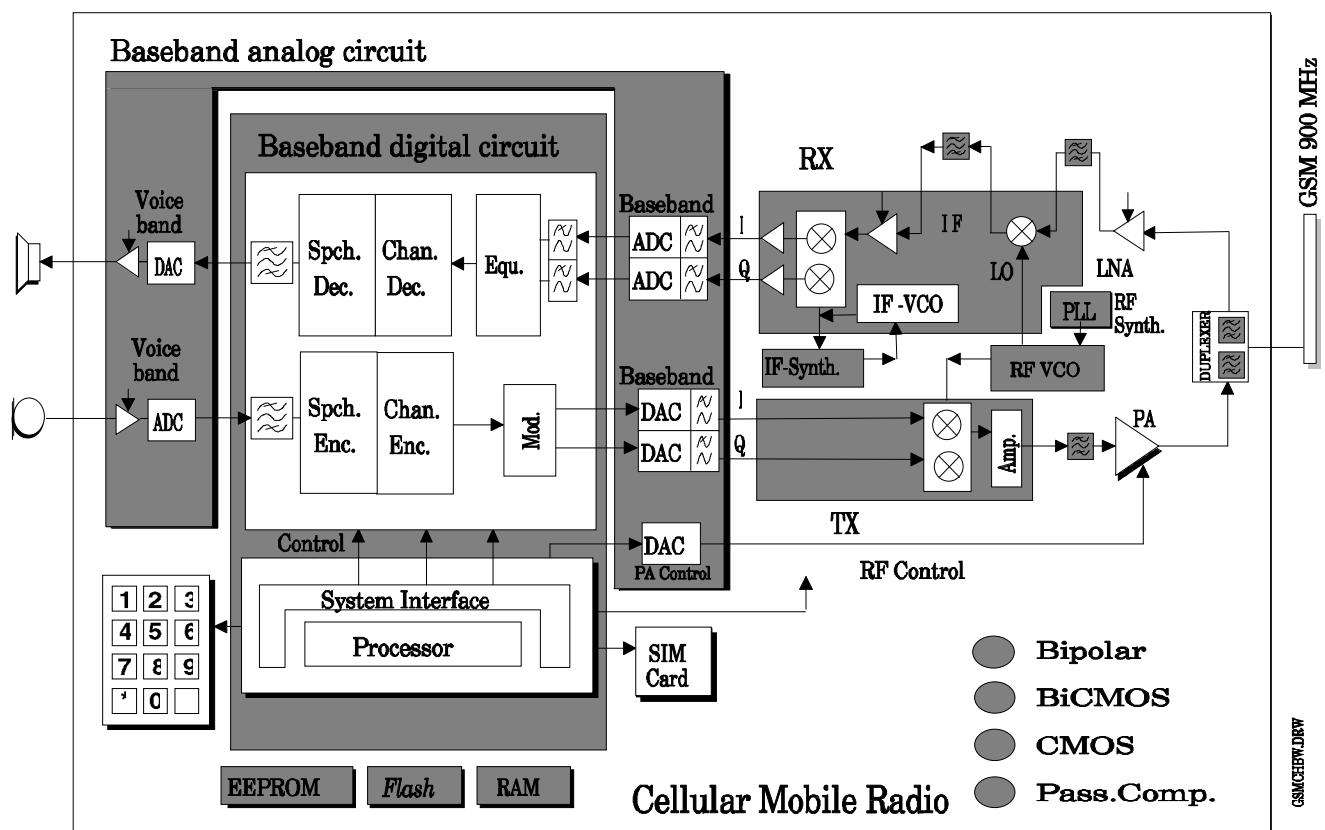 Baseband analog circuit
GSM 900 MHz
Baseband digital circuit
RX
Voice
band
DAC
Spch.
Dec.
Chan.
Dec.
Equ.
Baseband
ADC
ADC
I
Q
IF
LO
LNA
IF -VCO
PLL
RF
Synth.
IF-Synth.
RF VCO
DUPLEXER
Voice
band
ADC
Spch.
Enc.
Chan.
Enc.
Mod.
Baseband
DAC
DAC
I
Q
Amp.
PA
TX
Control
DAC
PA Control
RF Control
System Interface
Processor
1 2 3
4 5 6
7 8 9
* 0
SIM
Card
Bipolar
BiCMOS
CMOS
Pass.Comp.
EEPROM
Flash
RAM
Cellular Mobile Radio
GSMCHBW.DRW